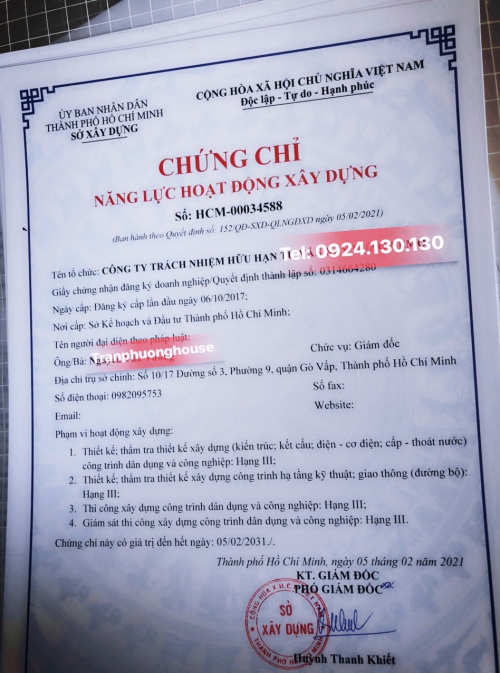 ỦY BAN NHÂN DÂN
THÀNH PHỐ HỒ CHÍ MINH
SỞ XÂY DỰNG
CỘNG HÒA XÃ HỘI CHỦ NGHĨA VIỆT NAM
Độc lập - Tự do - Hạnh phúc
CHỨNG CHỈ
NĂNG LỰC HOẠT ĐỘNG XÂY DỰNG
Số: HCM-00034588
(Ban hành theo Quyết định số: 152/QĐ-SXD-QLNGĐXD ngày 05/02/2021)
Tel: 0924.130.130
Tên tổ chức: CÔNG TY TRÁCH NHIỆM HỮU HẠN
Giấy chứng nhận đăng ký doanh nghiệp/Quyết định thành lập số: 0314664280
Ngày cấp: Đăng ký cấp lần đầu ngày 06/10/2017;
Nơi cấp: Sở Kế hoạch và Đầu tư Thành phố Hồ Chí Minh;
Tên người đại diện theo pháp luật:
Tranphuonghouse
Ông/Bà: Chức vụ: Giám đốc
Địa chỉ trụ sở chính: Số 10/17 Đường số 3, Phường 9, quận Gò Vấp, Thành phố Hồ Chí Minh
Số điện thoại: 0982095753 Số fax:
Email: Website:
Phạm vi hoạt động xây dựng:
1. Thiết kế; thẩm tra thiết kế xây dựng (kiến trúc; kết cấu; điện - cơ điện; cấp - thoát nước)
công trình dân dụng và công nghiệp: Hạng III;
2. Thiết kế; thẩm tra thiết kế xây dựng công trình hạ tầng kỹ thuật; giao thông (đường bộ):
Hạng III;
3. Thi công xây dựng công trình dân dụng và công nghiệp: Hạng III;
4. Giám sát thi công xây dựng công trình dân dụng và công nghiệp: Hạng III.
Chứng chỉ này có giá trị đến hết ngày: 05/02/2031./.
Thành phố Hồ Chí Minh, ngày 05 tháng 02 năm 2021
KT. GIÁM ĐỐC
PHÓ GIÁM ĐỐC
SỞ
XÂY DỰNG
Huỳnh Thanh Khiết